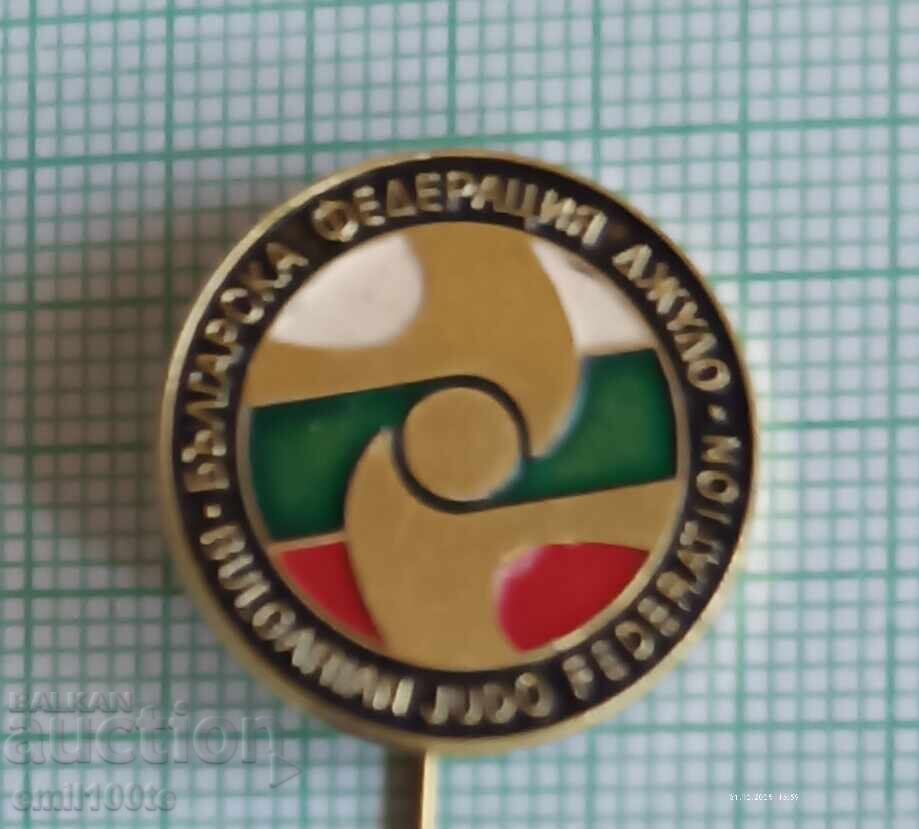 БЪЛГАРСКА ФЕДЕРАЦИЯ ДЖУДО
BULGARIAN JUDO FEDERATION
BALKAN
auction
emil100te